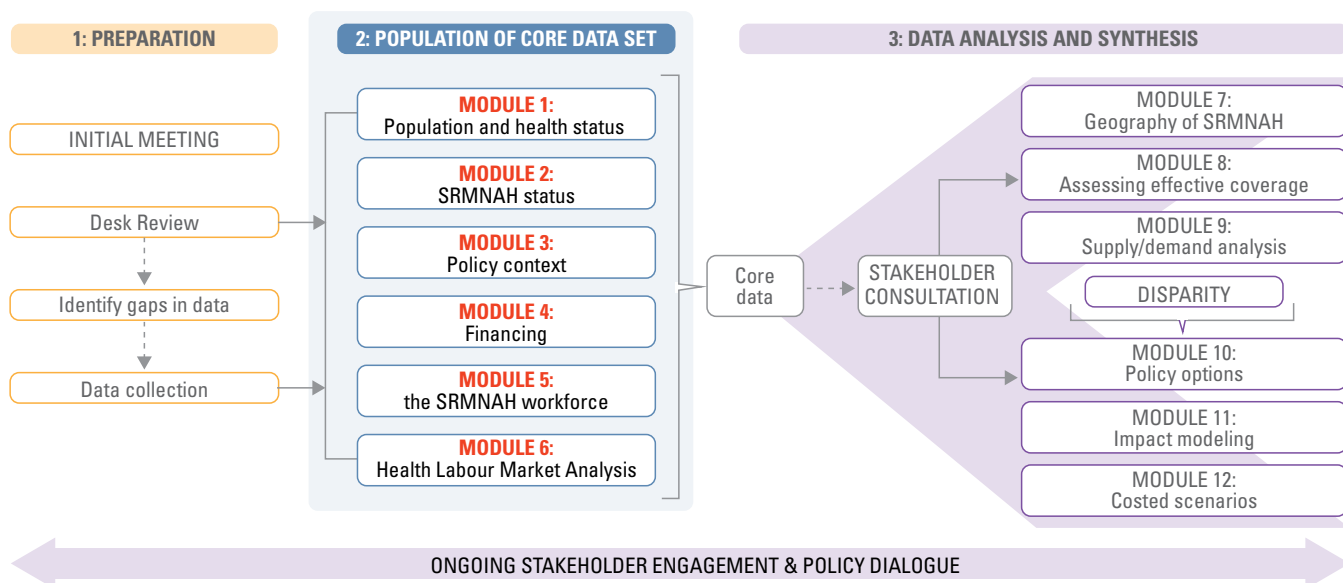 1: PREPARATION
INITIAL MEETING
Desk Review
Identify gaps in data
Data collection
2: POPULATION OF CORE DATA SET
MODULE 1:
Population and health status
MODULE 2:
SRMNAH status
MODULE 3:
Policy context
MODULE 4:
Financing
MODULE 5:
the SRMNAH workforce
MODULE 6:
Health Labour Market Analysis
Core
data
3: DATA ANALYSIS AND SYNTHESIS
STAKEHOLDER
CONSULTATION
MODULE 7:
Geography of SRMNAH
MODULE 8:
Assessing effective coverage
MODULE 9:
Supply/demand analysis
DISPARITY
MODULE 10:
Policy options
MODULE 11:
Impact modeling
MODULE 12:
Costed scenarios
ONGOING STAKEHOLDER ENGAGEMENT & POLICY DIALOGUE